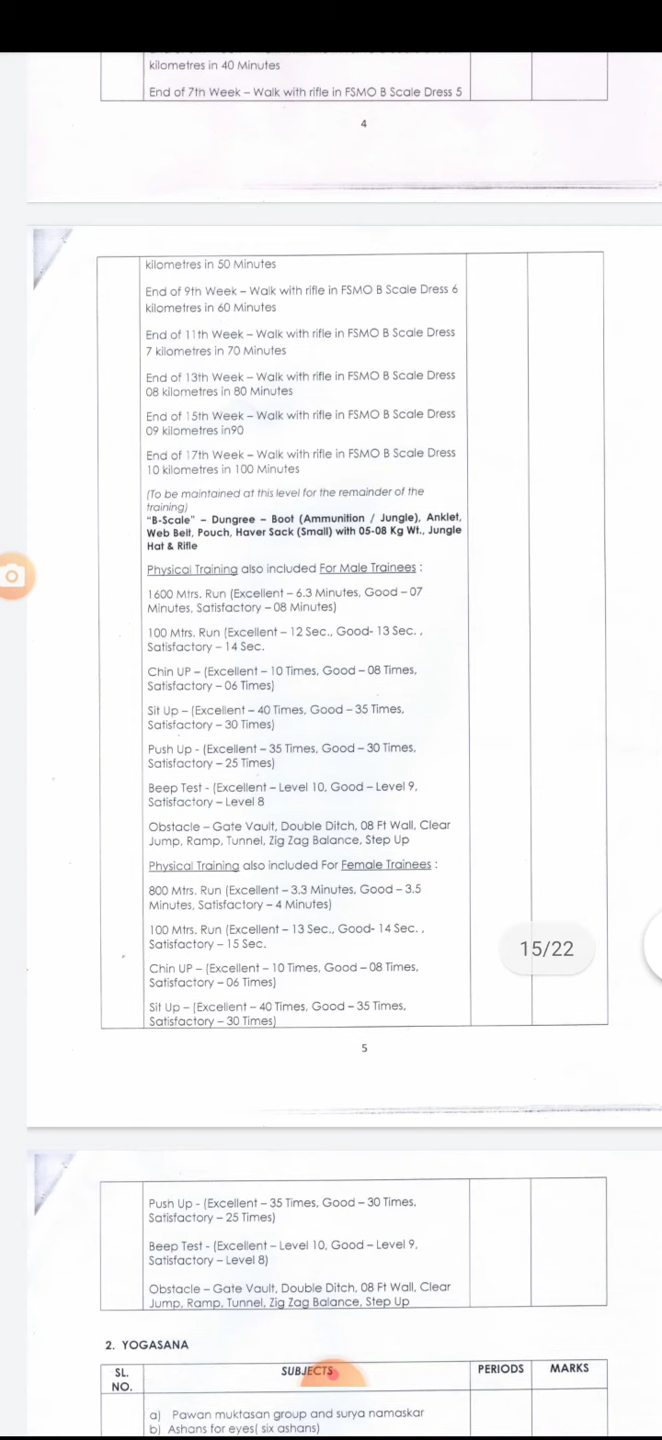 kilometres in 40 Minutes
End of 7th Week – Walk with rifle in FSMO B Scale Dress 5
4
kilometres in 50 Minutes
End of 9th Week – Walk with rifle in FSMO B Scale Dress 6
kilometres in 60 Minutes
End of 11th Week – Walk with rifle in FSMO B Scale Dress
7 kilometres in 70 Minutes
End of 13th Week – Walk with rifle in FSMO B Scale Dress
08 kilometres in 80 Minutes
End of 15th Week – Walk with rifle in FSMO B Scale Dress
09 kilometres in90
End of 17th Week – Walk with rifle in FSMO B Scale Dress
10 kilometres in 100 Minutes
(To be maintained at this level for the remainder of the
training)
"B-Scale" – Dungree – Boot (Ammunition / Jungle), Anklet,
Web Belt, Pouch, Haver Sack (Small) with 05-08 Kg Wt., Jungle
Hat & Rifle
Physical Training also included For Male Trainees :
1600 Mtrs. Run (Excellent – 6.3 Minutes, Good – 07
Minutes, Satisfactory – 08 Minutes)
100 Mtrs. Run (Excellent – 12 Sec., Good- 13 Sec. ,
Satisfactory – 14 Sec.
Chin UP – (Excellent – 10 Times, Good – 08 Times,
Satisfactory – 06 Times)
Sit Up – (Excellent – 40 Times, Good – 35 Times,
Satisfactory – 30 Times)
Push Up - (Excellent – 35 Times, Good – 30 Times,
Satisfactory – 25 Times)
Beep Test - (Excellent – Level 10, Good – Level 9,
Satisfactory – Level 8
Obstacle – Gate Vault, Double Ditch, 08 Ft Wall, Clear
Jump, Ramp, Tunnel, Zig Zag Balance, Step Up
Physical Training also included For Female Trainees :
800 Mtrs. Run (Excellent – 3.3 Minutes, Good – 3.5
Minutes, Satisfactory – 4 Minutes)
100 Mtrs. Run (Excellent – 13 Sec., Good- 14 Sec. ,
Satisfactory – 15 Sec.
15/22
Chin UP – (Excellent – 10 Times, Good – 08 Times,
Satisfactory – 06 Times)
Sit Up – (Excellent – 40 Times, Good – 35 Times,
Satisfactory – 30 Times)
5
Push Up - (Excellent – 35 Times, Good – 30 Times,
Satisfactory – 25 Times)
Beep Test - (Excellent – Level 10, Good – Level 9,
Satisfactory – Level 8)
Obstacle – Gate Vault, Double Ditch, 08 Ft Wall, Clear
Jump, Ramp, Tunnel, Zig Zag Balance, Step Up
2. YOGASANA
SL. NO. SUBJECTS PERIODS MARKS
a) Pawan muktasan group and surya namaskar
b) Ashans for eyes( six ashans)